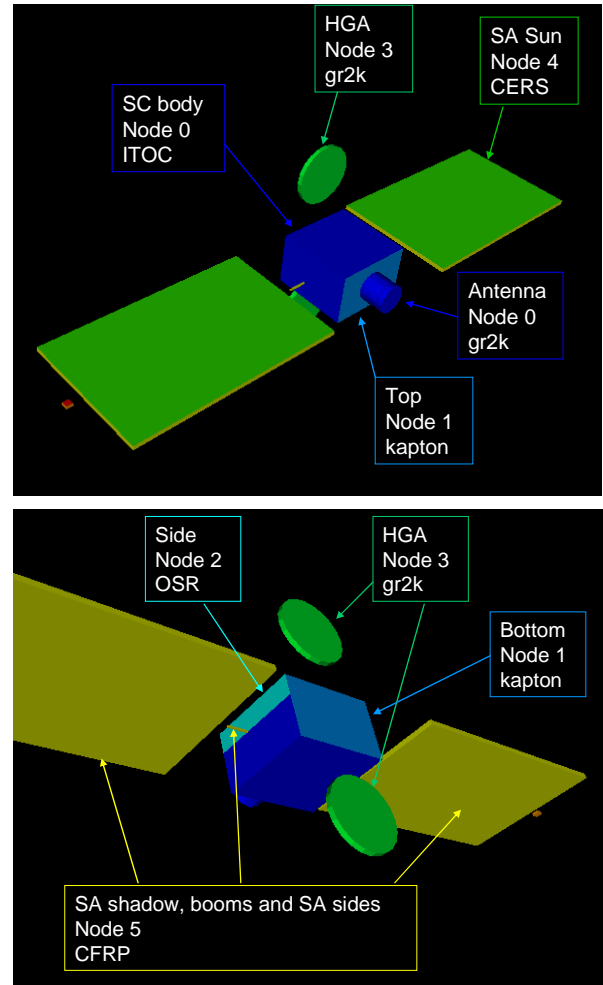 HGA
Node 3
gr2k
SA Sun
Node 4
CERS
SC body
Node 0
ITOC
Antenna
Node 0
gr2k
Top
Node 1
kapton
Side
Node 2
OSR
HGA
Node 3
gr2k
Bottom
Node 1
kapton
SA shadow, booms and SA sides
Node 5
CFRP